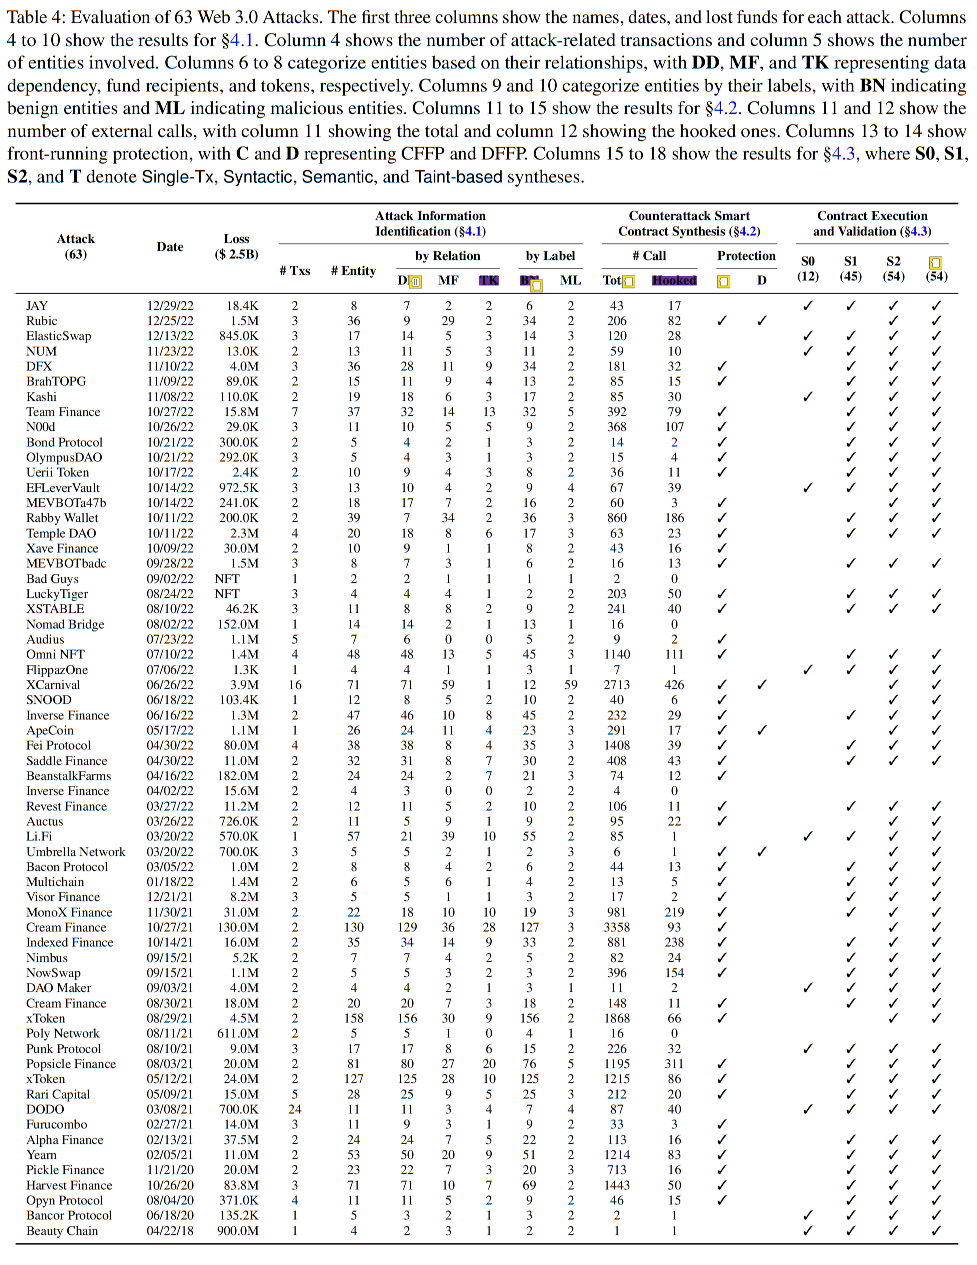 Table 4: Evaluation of 63 Web 3.0 Attacks. The first three columns show the names, dates, and lost funds for each attack. Columns
4 to 10 show the results for §4.1. Column 4 shows the number of attack-related transactions and column 5 shows the number
of entities involved. Columns 6 to 8 categorize entities based on their relationships, with DD, MF, and TK representing data
dependency, fund recipients, and tokens, respectively. Columns 9 and 10 categorize entities by their labels, with BN indicating
benign entities and ML indicating malicious entities. Columns 11 to 15 show the results for §4.2. Columns 11 and 12 show the
number of external calls, with column 11 showing the total and column 12 showing the hooked ones. Columns 13 to 14 show
front-running protection, with C and D representing CFFP and DFFP. Columns 15 to 18 show the results for §4.3, where S0, S1,
S2, and T denote Single-Tx, Syntactic, Semantic, and Taint-based syntheses.
Attack Information Counterattack Smart Contract Execution
Identification (§4.1) Contract Synthesis (§4.2) and Validation (§4.3)
Attack (63) Date Loss ($ 2.5B) # Txs # Entity by Relation by Label # Call Protection S0 (12) S1 (45) S2 (54) (54)
MF TK ML Hooked D
JAY 12/29/22 18.4K 2 8 7 2 2 6 2 43 17 ✓ ✓ ✓ ✓
Rubic 12/25/22 1.5M 3 36 9 29 2 34 2 206 82 ✓ ✓ ✓ ✓
ElasticSwap 12/13/22 845.0K 3 17 14 5 3 14 3 120 28 ✓ ✓ ✓ ✓
NUM 11/23/22 13.0K 2 13 11 5 3 11 2 59 10 ✓ ✓ ✓ ✓
DFX 11/10/22 4.0M 3 36 28 11 9 34 2 181 32 ✓ ✓ ✓ ✓
BrahTOPG 11/09/22 89.0K 2 15 11 9 4 13 2 85 15 ✓ ✓ ✓ ✓
Kashi 11/08/22 110.0K 2 19 18 6 3 17 2 85 30 ✓ ✓ ✓ ✓
Team Finance 10/27/22 15.8M 7 37 32 14 13 32 5 392 79 ✓ ✓ ✓ ✓
N00d 10/26/22 29.0K 3 11 10 5 5 9 2 368 107 ✓ ✓ ✓ ✓
Bond Protocol 10/21/22 300.0K 2 5 4 2 1 3 2 14 2 ✓ ✓ ✓ ✓
OlympusDAO 10/21/22 292.0K 3 5 4 3 1 3 2 15 4 ✓ ✓ ✓ ✓
Uerii Token 10/17/22 2.4K 2 10 9 4 3 8 2 36 11 ✓ ✓ ✓ ✓
EFLeverVault 10/14/22 972.5K 3 13 10 4 2 9 4 67 39 ✓ ✓ ✓ ✓
MEVBOTa47b 10/14/22 241.0K 2 18 17 7 2 16 2 60 3 ✓ ✓ ✓
Rabby Wallet 10/11/22 200.0K 2 39 7 34 2 36 3 860 186 ✓ ✓ ✓ ✓
Temple DAO 10/11/22 2.3M 4 20 18 8 6 17 3 63 23 ✓ ✓ ✓ ✓
Xave Finance 10/09/22 30.0M 2 10 9 1 1 8 2 43 16 ✓
MEVBOTbadc 09/28/22 1.5M 3 8 7 3 1 6 2 16 13 ✓ ✓ ✓ ✓
Bad Guys 09/02/22 NFT 1 2 2 1 1 1 1 2 0
LuckyTiger 08/24/22 NFT 3 4 4 4 1 2 2 203 50 ✓ ✓ ✓ ✓
XSTABLE 08/10/22 46.2K 3 11 8 8 2 9 2 241 40 ✓ ✓ ✓ ✓
Nomad Bridge 08/02/22 152.0M 1 14 14 2 1 13 1 16 0
Audius 07/23/22 1.1M 5 7 6 0 0 5 2 9 2 ✓
Omni NFT 07/10/22 1.4M 4 48 48 13 5 45 3 1140 111 ✓ ✓ ✓ ✓
FlippazOne 07/06/22 1.3K 1 4 4 1 1 3 1 7 1 ✓ ✓ ✓ ✓
XCarnival 06/26/22 3.9M 16 71 71 59 1 12 59 2713 426 ✓ ✓ ✓ ✓
SNOOD 06/18/22 103.4K 1 12 8 5 2 10 2 40 6 ✓ ✓ ✓
Inverse Finance 06/16/22 1.3M 2 47 46 10 8 45 2 232 29 ✓ ✓ ✓ ✓
ApeCoin 05/17/22 1.1M 1 26 24 11 4 23 3 291 17 ✓ ✓ ✓ ✓
Fei Protocol 04/30/22 80.0M 4 38 38 8 4 35 3 1408 39 ✓ ✓ ✓ ✓
Saddle Finance 04/30/22 11.0M 2 32 31 8 7 30 2 408 43 ✓ ✓ ✓ ✓
BeanstalkFarms 04/16/22 182.0M 2 24 24 2 7 21 3 74 12 ✓
Inverse Finance 04/02/22 15.6M 2 4 3 0 0 2 2 4 0
Revest Finance 03/27/22 11.2M 2 12 11 5 2 10 2 106 11 ✓ ✓ ✓ ✓
Auctus 03/26/22 726.0K 2 11 5 9 1 9 2 95 22 ✓ ✓ ✓
Li.Fi 03/20/22 570.0K 1 57 21 39 10 55 2 85 1 ✓ ✓ ✓ ✓
Umbrella Network 03/20/22 700.0K 3 5 5 2 1 2 3 6 1 ✓ ✓ ✓ ✓
Bacon Protocol 03/05/22 1.0M 2 8 8 4 2 6 2 44 13 ✓ ✓ ✓ ✓
Multichain 01/18/22 1.4M 2 6 5 6 1 4 2 13 5 ✓ ✓ ✓ ✓
Visor Finance 12/21/21 8.2M 3 5 5 1 1 3 2 17 2 ✓ ✓ ✓ ✓
MonoX Finance 11/30/21 31.0M 2 22 18 10 10 19 3 981 219 ✓ ✓ ✓ ✓
Cream Finance 10/27/21 130.0M 2 130 129 36 28 127 3 3358 93 ✓ ✓ ✓
Indexed Finance 10/14/21 16.0M 2 35 34 14 9 33 2 881 238 ✓ ✓ ✓ ✓
Nimbus 09/15/21 5.2K 2 7 7 4 2 5 2 82 24 ✓ ✓ ✓ ✓
NowSwap 09/15/21 1.1M 2 5 5 3 2 3 2 396 154 ✓ ✓ ✓ ✓
DAO Maker 09/03/21 4.0M 2 4 4 2 1 3 1 11 2 ✓ ✓ ✓ ✓
Cream Finance 08/30/21 18.0M 2 20 20 7 3 18 2 148 11 ✓ ✓ ✓ ✓
xToken 08/29/21 4.5M 2 158 156 30 9 156 2 1868 66 ✓ ✓ ✓
Poly Network 08/11/21 611.0M 2 5 5 1 0 4 1 16 0
Punk Protocol 08/10/21 9.0M 3 17 17 8 6 15 2 226 32 ✓ ✓ ✓ ✓
Popsicle Finance 08/03/21 20.0M 2 81 80 27 20 76 5 1195 311 ✓ ✓ ✓ ✓
xToken 05/12/21 24.0M 2 127 125 28 10 125 2 1215 86 ✓ ✓ ✓ ✓
Rari Capital 05/09/21 15.0M 5 28 25 9 5 25 3 212 20 ✓ ✓ ✓ ✓
DODO 03/08/21 700.0K 24 11 11 3 4 7 4 87 40 ✓ ✓ ✓ ✓
Furucombo 02/27/21 14.0M 3 11 9 3 1 9 2 33 3 ✓
Alpha Finance 02/13/21 37.5M 2 24 24 7 5 22 2 113 16 ✓ ✓ ✓ ✓
Yearn 02/05/21 11.0M 2 53 50 20 9 51 2 1214 83 ✓ ✓ ✓ ✓
Pickle Finance 11/21/20 20.0M 2 23 22 7 3 20 3 713 16 ✓ ✓ ✓ ✓
Harvest Finance 10/26/20 83.8M 3 71 71 10 7 69 2 1443 50 ✓ ✓ ✓ ✓
Opyn Protocol 08/04/20 371.0K 4 11 11 5 2 9 2 46 15 ✓ ✓ ✓ ✓
Bancor Protocol 06/18/20 135.2K 1 5 3 2 1 3 2 2 1 ✓ ✓ ✓ ✓
Beauty Chain 04/22/18 900.0M 1 4 2 3 1 2 2 1 1 ✓ ✓ ✓ ✓